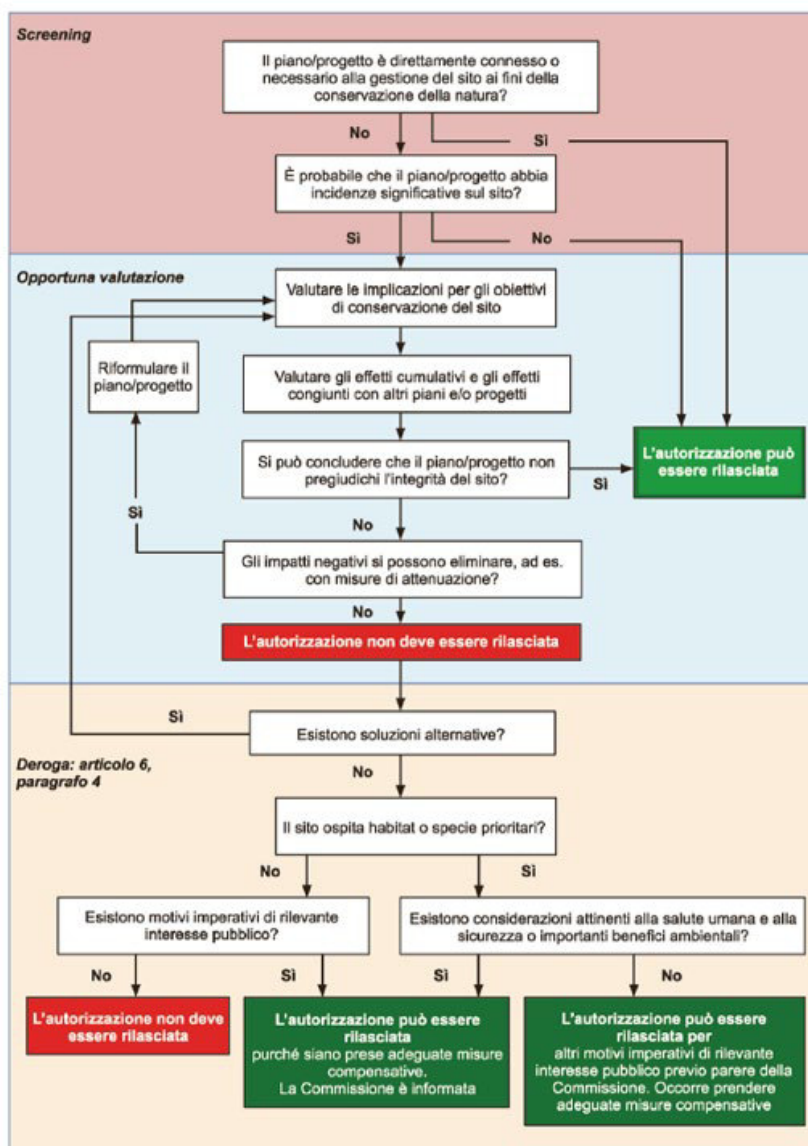 Screening
Il piano/progetto è direttamente connesso o
necessario alla gestione del sito ai fini della
conservazione della natura?
No
Sì
È probabile che il piano/progetto abbia
incidenze significative sul sito?
Sì
No
Opportuna valutazione
Valutare le implicazioni per gli obiettivi
di conservazione del sito
Riformulare il
piano/progetto
Valutare gli effetti cumulativi e gli effetti
congiunti con altri piani e/o progetti
L'autorizzazione può
essere rilasciata
Si può concludere che il piano/progetto non
pregiudichi l'integrità del sito?
Sì
Sì
No
Gli impatti negativi si possono eliminare, ad es.
con misure di attenuazione?
No
L'autorizzazione non deve essere rilasciata
Sì
Esistono soluzioni alternative?
Deroga: articolo 6,
paragrafo 4
No
Il sito ospita habitat o specie prioritari?
No
Sì
Esistono motivi imperativi di rilevante
interesse pubblico?
Esistono considerazioni attinenti alla salute umana e alla
sicurezza o importanti benefici ambientali?
No
Sì
Sì
No
L'autorizzazione non deve
essere rilasciata
L'autorizzazione può essere
rilasciata
purché siano prese adeguate misure
compensative.
La Commissione è informata
L'autorizzazione può essere
rilasciata per
altri motivi imperativi di rilevante
interesse pubblico previo parere della
Commissione. Occorre prendere
adeguate misure compensative